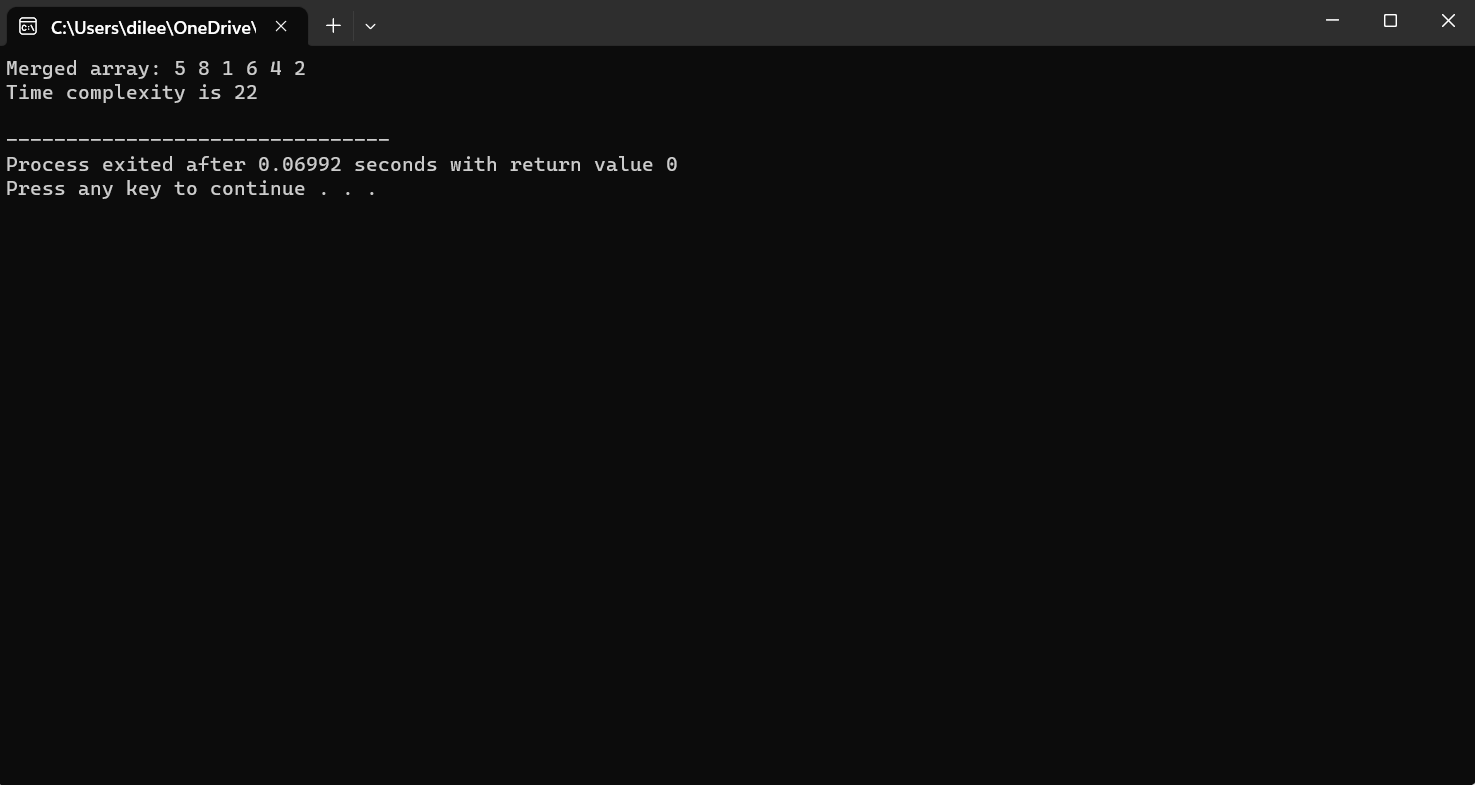 C:\Users\dilee\OneDrive\
Merged array: 5 8 1 6 4 2
Time complexity is 22
--------------------------------
Process exited after 0.06992 seconds with return value 0
Press any key to continue . . .